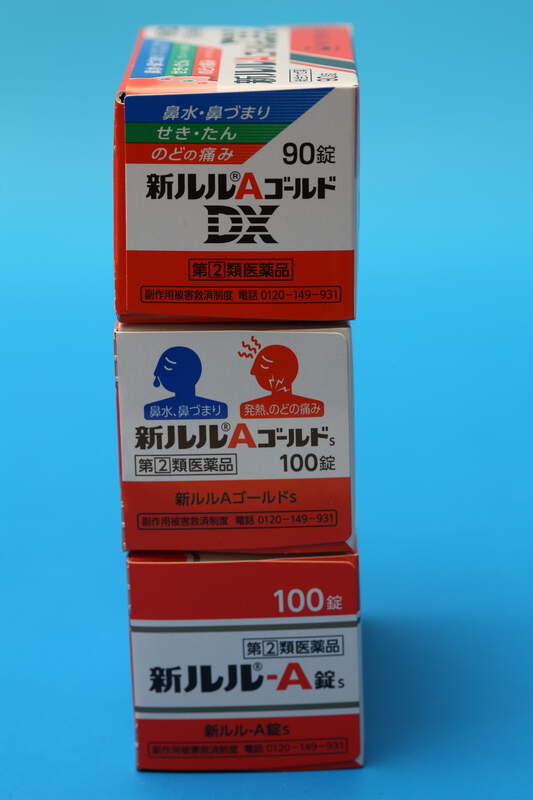 鼻水・鼻づまり
せき・たん
のどの痛み
90錠
新ルル®Aゴールド
DX
第②類医薬品
副作用被害救済制度 電話 0120-149-931
鼻水、鼻づまり
発熱、のどの痛み
新ルル®Aゴールドs
第②類医薬品 100錠
新ルルAゴールドs
副作用被害救済制度 電話 0120-149-931
100錠
第②類医薬品
新ルル®-A錠s
新ルル-A錠s
副作用被害救済制度 電話 0120-149-931